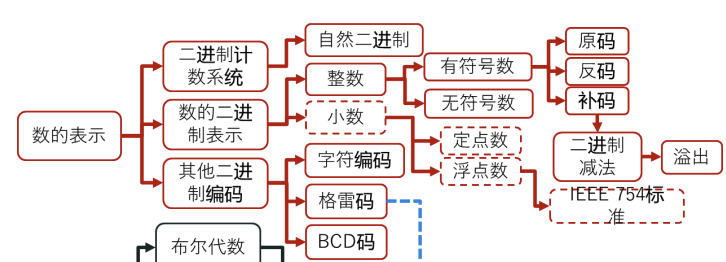 自然二进制
二进制计
数系统
整数
有符号数
原码
反码
补码
无符号数
数的表示
数的二进
制表示
小数
定点数
浮点数
二进制
减法
溢出
其他二进
制编码
字符编码
格雷码
BCD码
IEEE 754标
准
布尔代数